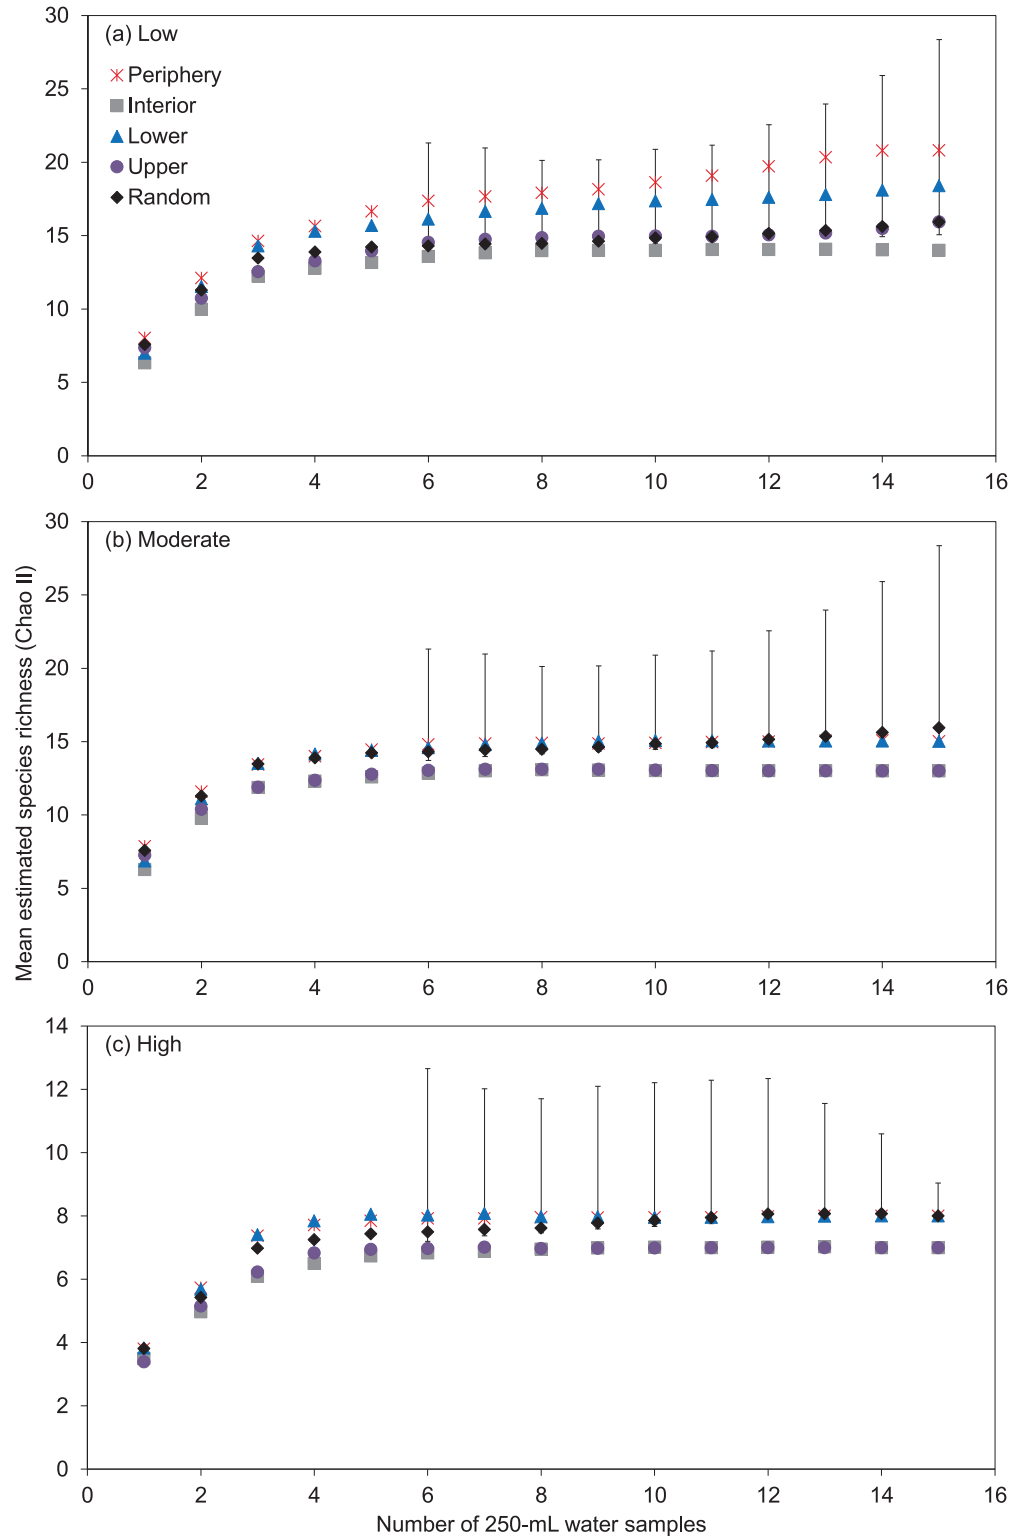 30
(a) Low
Periphery
25
Interior
Lower
20
Upper
Random
15
10
5
0
0 2 4 6 8 10 12 14 16
30
(b) Moderate
25
20
15
10
5
0
0 2 4 6 8 10 12 14 16
Mean estimated species richness (Chao II)
14
(c) High
12
10
8
6
4
2
0
0 2 4 6 8 10 12 14 16
Number of 250-mL water samples